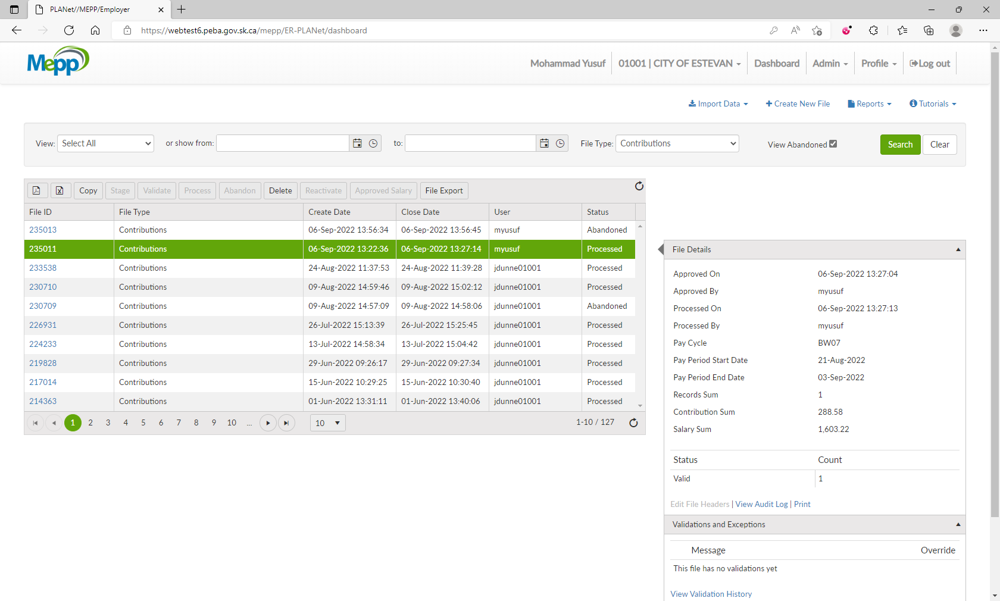 PLANet//MEPP/Employer
https://webtest6.peba.gov.sk.ca/mepp/ER-PLANet/dashboard
Mepp
Mohammad Yusuf
01001 | CITY OF ESTEVAN
Dashboard
Admin
Profile
Log out
Import Data
Create New File
Reports
Tutorials
View: Select All
or show from:
to:
File Type: Contributions
View Abandoned
Search
Clear
Copy Stage Validate Process Abandon Delete Reactivate Approved Salary File Export
File ID File Type Create Date Close Date User Status
235013 Contributions 06-Sep-2022 13:56:34 06-Sep-2022 13:56:45 myusuf Abandoned
235011 Contributions 06-Sep-2022 13:22:36 06-Sep-2022 13:27:14 myusuf Processed
233538 Contributions 24-Aug-2022 11:37:53 24-Aug-2022 11:39:28 jdunne01001 Processed
230710 Contributions 09-Aug-2022 14:59:46 09-Aug-2022 15:02:12 jdunne01001 Processed
230709 Contributions 09-Aug-2022 14:57:09 09-Aug-2022 14:58:06 jdunne01001 Abandoned
226931 Contributions 26-Jul-2022 15:13:39 26-Jul-2022 15:25:45 jdunne01001 Processed
224233 Contributions 13-Jul-2022 14:58:34 13-Jul-2022 15:04:42 jdunne01001 Processed
219828 Contributions 29-Jun-2022 09:26:17 29-Jun-2022 09:27:34 jdunne01001 Processed
217014 Contributions 15-Jun-2022 10:29:25 15-Jun-2022 10:30:40 jdunne01001 Processed
214363 Contributions 01-Jun-2022 13:31:11 01-Jun-2022 13:40:06 jdunne01001 Processed
1 2 3 4 5 6 7 8 9 10 ... 10 1-10 / 127
File Details
Approved On 06-Sep-2022 13:27:04
Approved By myusuf
Processed On 06-Sep-2022 13:27:13
Processed By myusuf
Pay Cycle BW07
Pay Period Start Date 21-Aug-2022
Pay Period End Date 03-Sep-2022
Records Sum 1
Contribution Sum 288.58
Salary Sum 1,603.22
Status Count
Valid 1
Edit File Headers | View Audit Log | Print
Validations and Exceptions
Message Override
This file has no validations yet
View Validation History